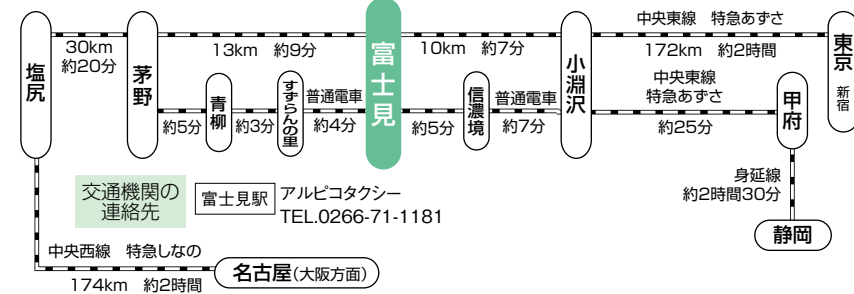 中央東線 特急あずさ
30km
約20分
13km 約9分
10km 約7分
172km 約2時間
塩尻
茅野
富士見
小淵沢
東京
新宿
中央東線
特急あずさ
青柳
すずらんの里
普通電車
信濃境
普通電車
甲府
約5分
約3分
約4分
約5分
約7分
約25分
身延線
約2時間30分
交通機関の
連絡先
富士見駅
アルピコタクシー
TEL.0266-71-1181
静岡
中央西線 特急しなの
174km 約2時間
名古屋(大阪方面)